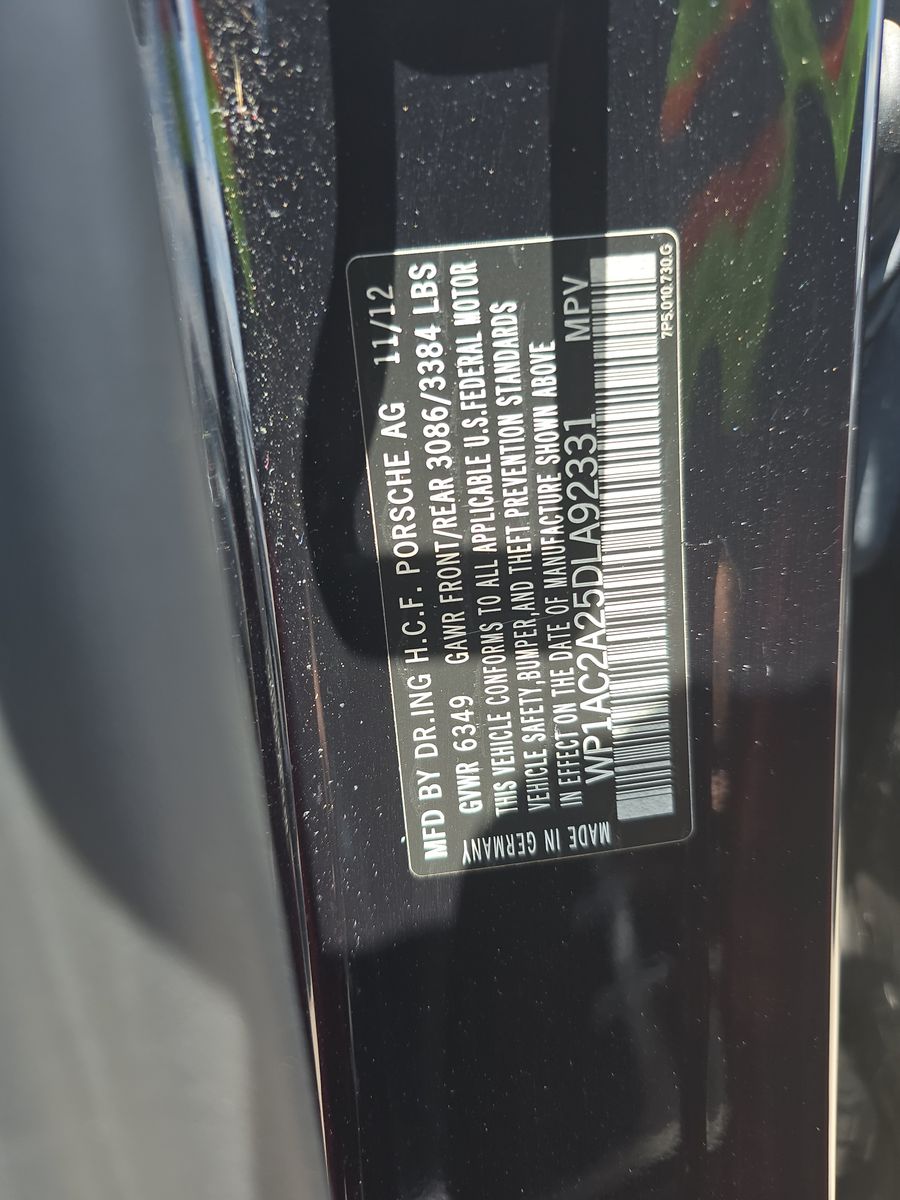 MFD BY DR.ING H.C.F. PORSCHE AG 11/12
GVWR 6349 GAWR FRONT/REAR 3086/3384 LBS
THIS VEHICLE CONFORMS TO ALL APPLICABLE U.S.FEDERAL MOTOR
VEHICLE SAFETY,BUMPER,AND THEFT PREVENTION STANDARDS
IN EFFECT ON THE DATE OF MANUFACTURE SHOWN ABOVE
WP1AC2A25DLA92331 MPV
MADE IN GERMANY
7P5.010.730.G